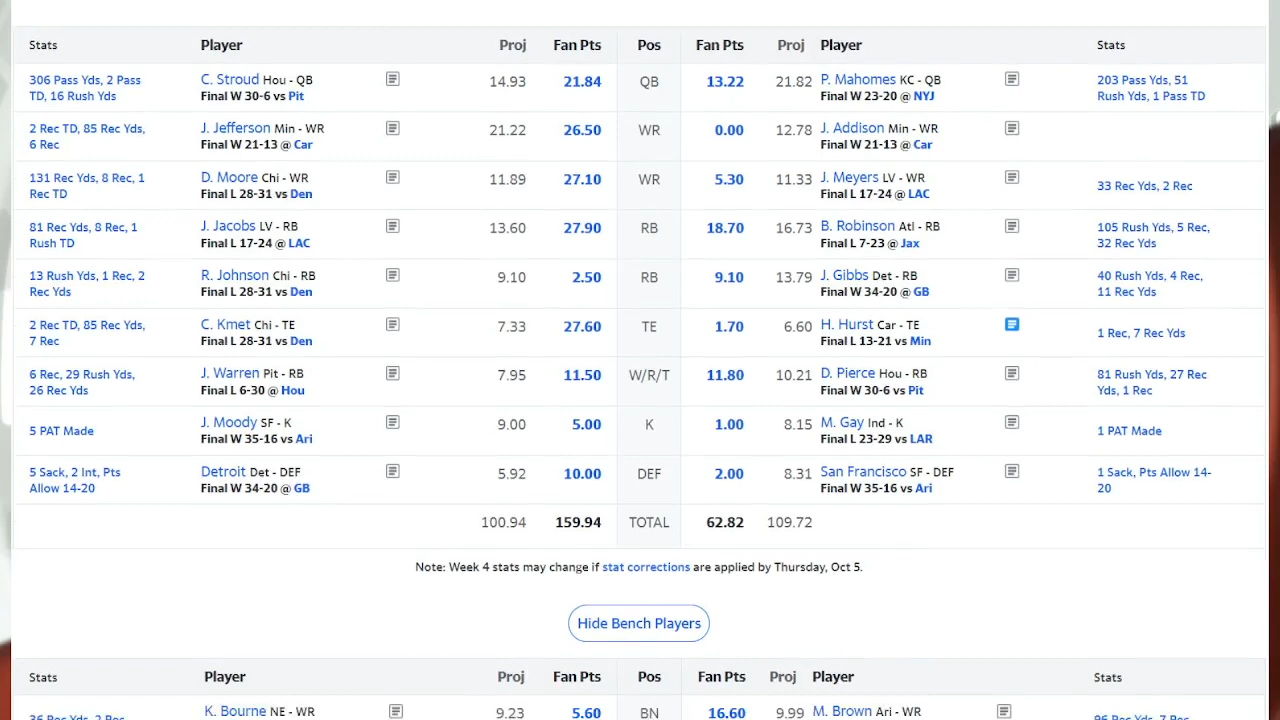 Stats Player Proj Fan Pts Pos Fan Pts Proj Player Stats
306 Pass Yds, 2 Pass C. Stroud Hou - QB 14.93 21.84 QB 13.22 21.82 P. Mahomes KC - QB 203 Pass Yds, 51
TD, 16 Rush Yds Final W 30-6 vs Pit Final W 23-20 @ NYJ Rush Yds, 1 Pass TD
2 Rec TD, 85 Rec Yds, J. Jefferson Min - WR 21.22 26.50 WR 0.00 12.78 J. Addison Min - WR
6 Rec Final W 21-13 @ Car Final W 21-13 @ Car
131 Rec Yds, 8 Rec, 1 D. Moore Chi - WR 11.89 27.10 WR 5.30 11.33 J. Meyers LV - WR 33 Rec Yds, 2 Rec
Rec TD Final L 28-31 vs Den Final L 17-24 @ LAC
81 Rec Yds, 8 Rec, 1 J. Jacobs LV - RB 13.60 27.90 RB 18.70 16.73 B. Robinson Atl - RB 105 Rush Yds, 5 Rec,
Rush TD Final L 17-24 @ LAC Final L 7-23 @ Jax 32 Rec Yds
13 Rush Yds, 1 Rec, 2 R. Johnson Chi - RB 9.10 2.50 RB 9.10 13.79 J. Gibbs Det - RB 40 Rush Yds, 4 Rec,
Rec Yds Final L 28-31 vs Den Final W 34-20 @ GB 11 Rec Yds
2 Rec TD, 85 Rec Yds, C. Kmet Chi - TE 7.33 27.60 TE 1.70 6.60 H. Hurst Car - TE 1 Rec, 7 Rec Yds
7 Rec Final L 28-31 vs Den Final L 13-21 vs Min
6 Rec, 29 Rush Yds, J. Warren Pit - RB 7.95 11.50 W/R/T 11.80 10.21 D. Pierce Hou - RB 81 Rush Yds, 27 Rec
26 Rec Yds Final L 6-30 @ Hou Final W 30-6 vs Pit Yds, 1 Rec
5 PAT Made J. Moody SF - K 9.00 5.00 K 1.00 8.15 M. Gay Ind - K 1 PAT Made
Final W 35-16 vs Ari Final L 23-29 vs LAR
5 Sack, 2 Int, Pts Detroit Det - DEF 5.92 10.00 DEF 2.00 8.31 San Francisco SF - DEF 1 Sack, Pts Allow 14-
Allow 14-20 Final W 34-20 @ GB Final W 35-16 vs Ari 20
100.94 159.94 TOTAL 62.82 109.72
Note: Week 4 stats may change if stat corrections are applied by Thursday, Oct 5.
Hide Bench Players
Stats Player Proj Fan Pts Pos Fan Pts Proj Player Stats
36 Rec Yds, 2 Rec K. Bourne NE - WR 9.23 5.60 BN 16.60 9.99 M. Brown Ari - WR 96 Rec Yds, 7 Rec